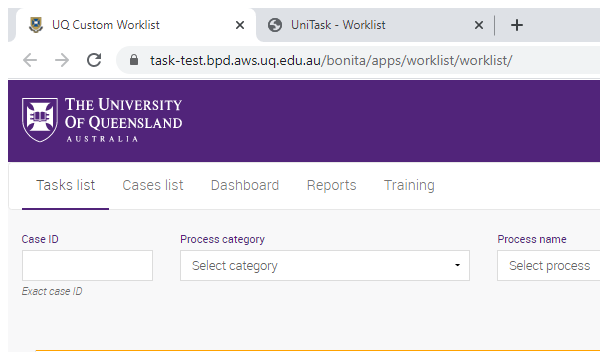 UQ Custom Worklist
UniTask - Worklist
task-test.bpd.aws.uq.edu.au/bonita/apps/worklist/worklist/
THE UNIVERSITY
OF QUEENSLAND
AUSTRALIA
Tasks list Cases list Dashboard Reports Training
Case ID Process category Process name
Select category Select process
Exact case ID